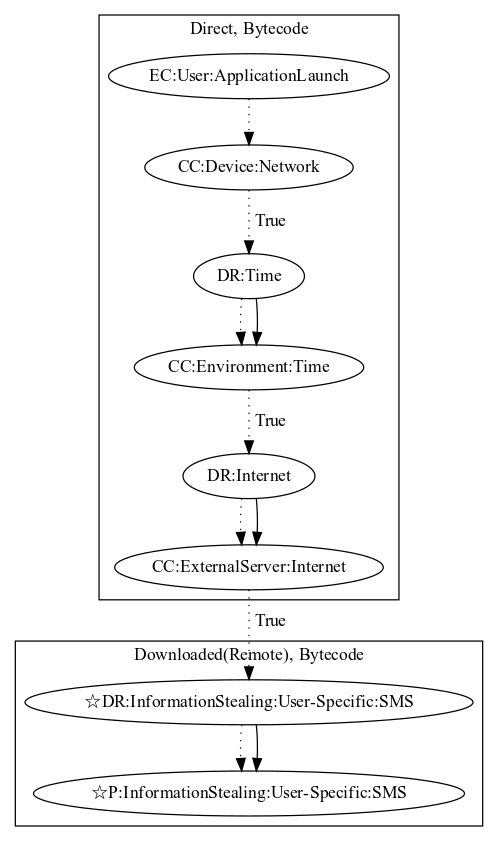 Direct, Bytecode
EC:User:ApplicationLaunch
CC:Device:Network
True
DR:Time
CC:Environment:Time
True
DR:Internet
CC:ExternalServer:Internet
True
Downloaded(Remote), Bytecode
☆DR:InformationStealing:User-Specific:SMS
☆P:InformationStealing:User-Specific:SMS